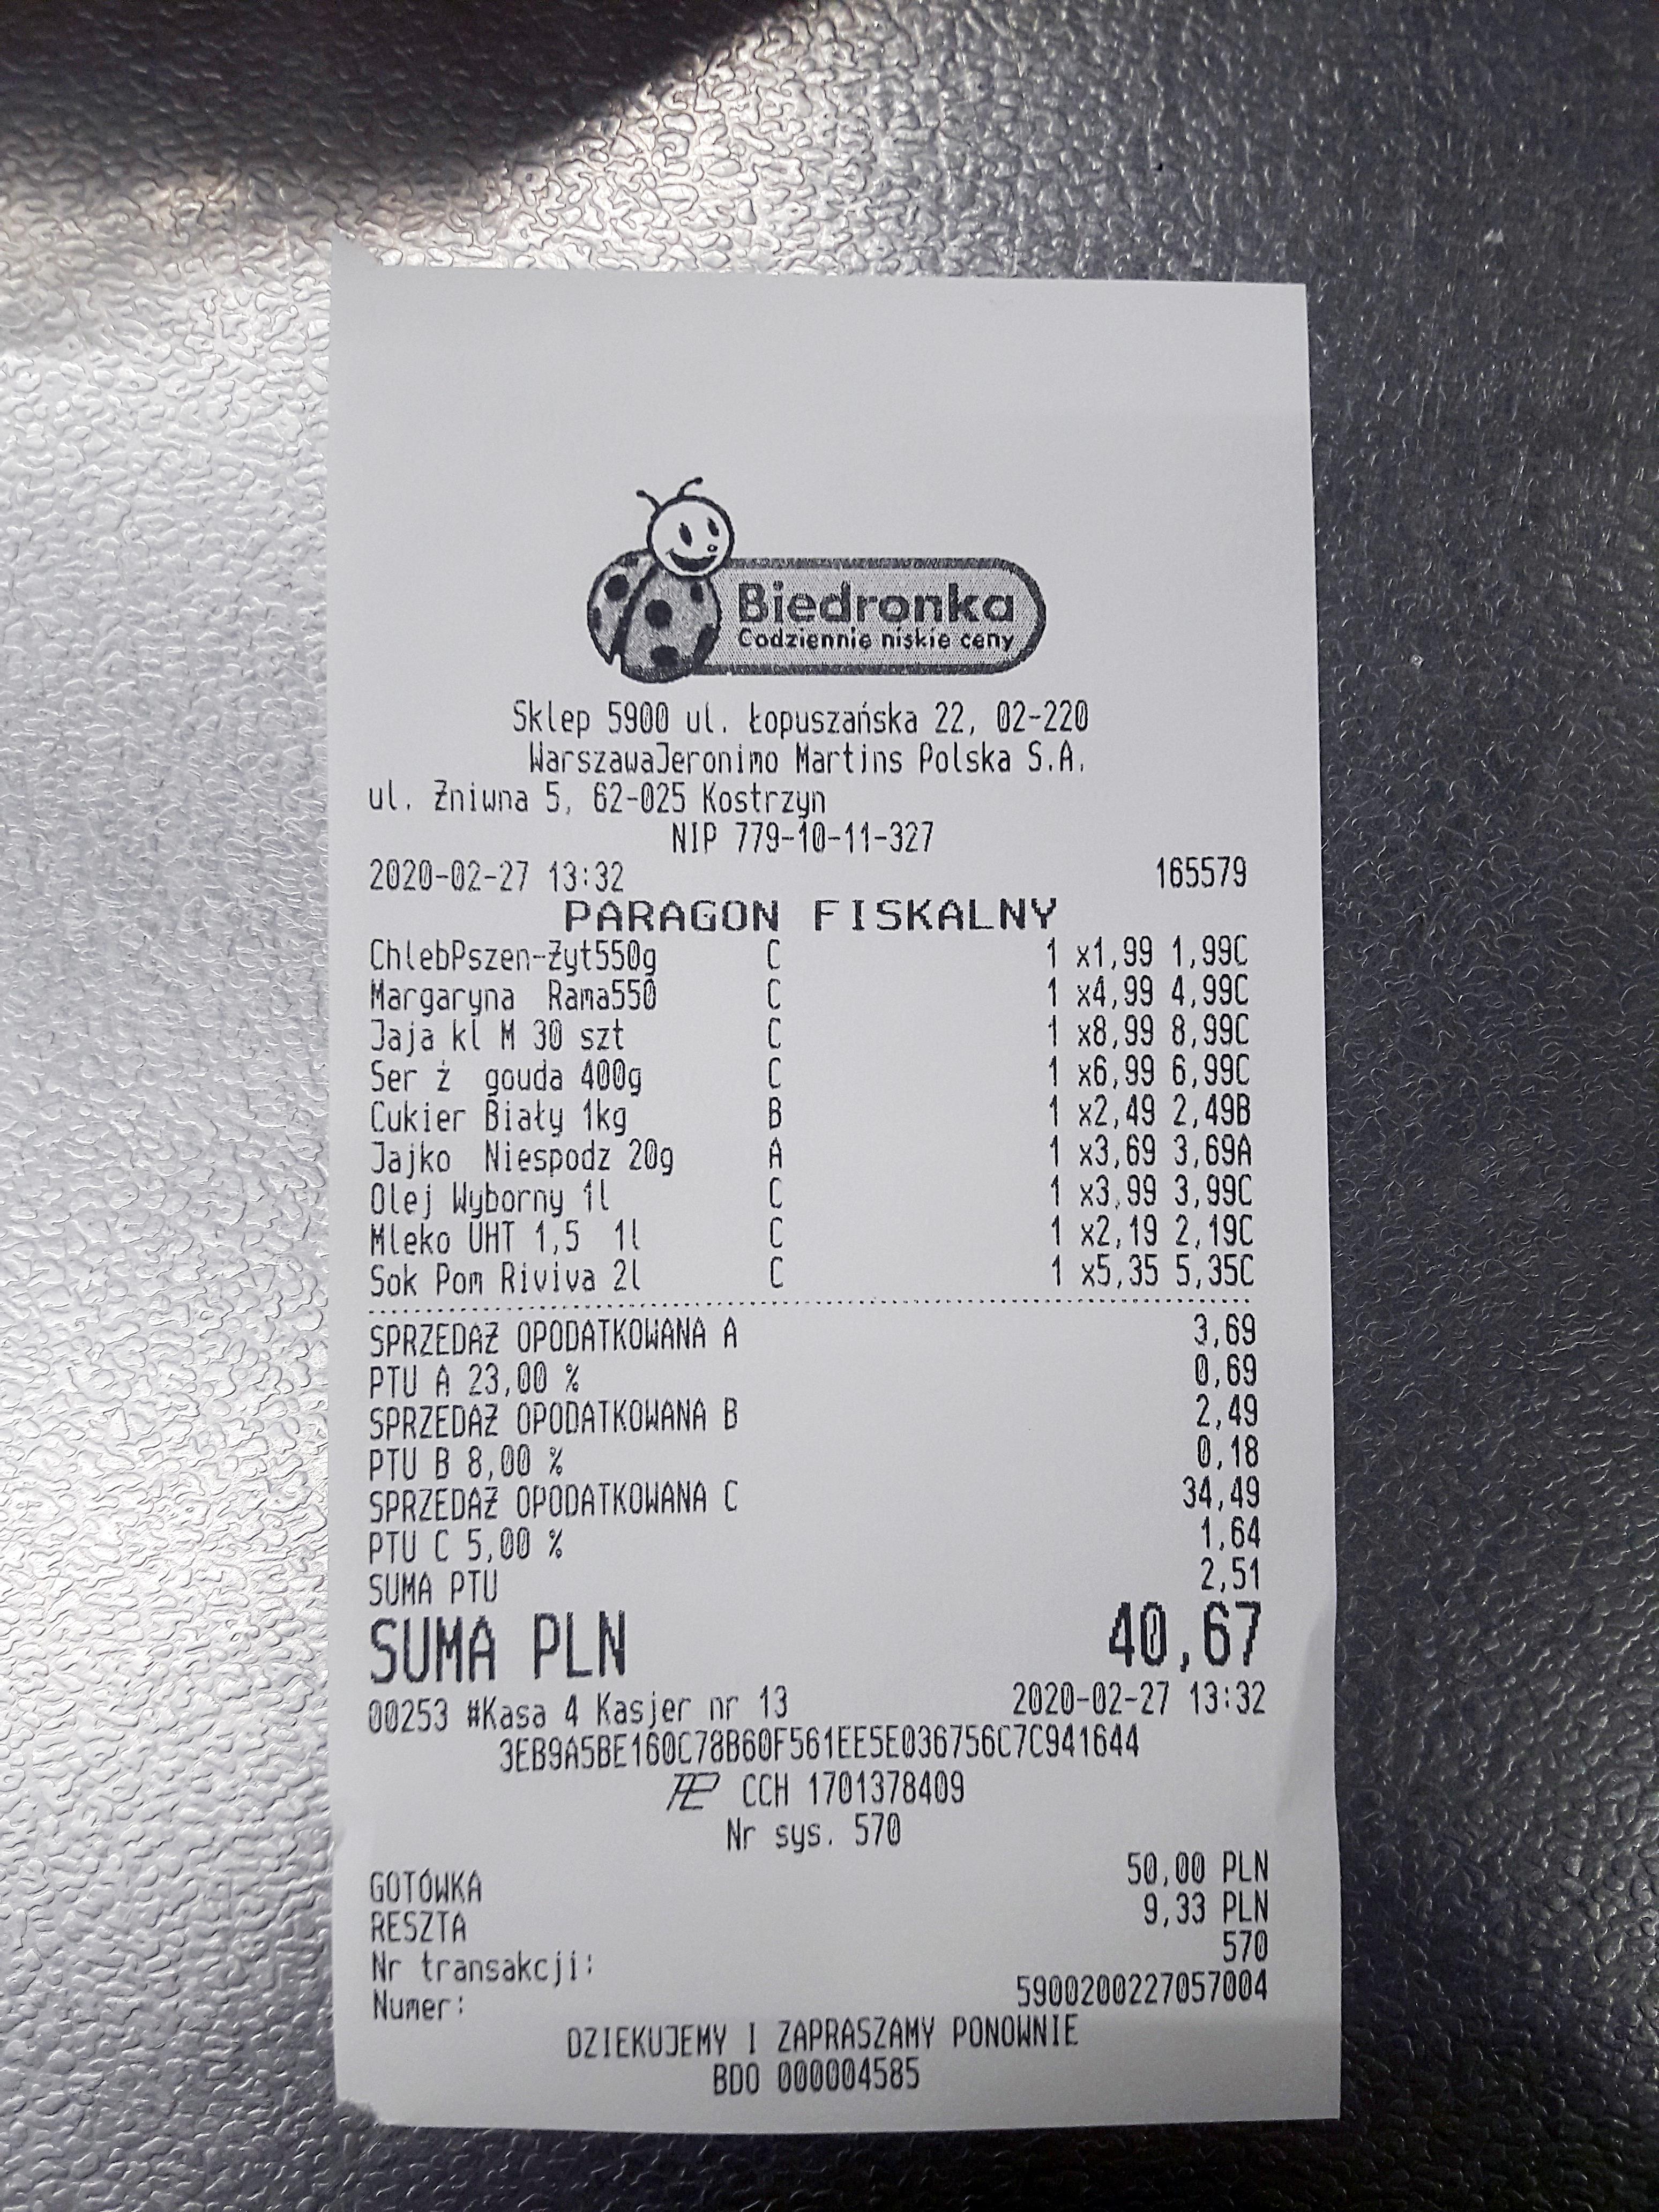 Biedronka
Codziennie niskie ceny
Sklep 5900 ul. Łopuszańska 22, 02-220
WarszawaJeronimo Martins Polska S.A.
ul. Żniwna 5, 62-025 Kostrzyn
NIP 779-10-11-327
2020-02-27 13:32 165579
PARAGON FISKALNY
ChlebPszen-Żyt550g C 1 x1,99 1,99C
Margaryna Rama550 C 1 x4,99 4,99C
Jaja kl M 30 szt C 1 x8,99 8,99C
Ser ż gouda 400g C 1 x6,99 6,99C
Cukier Biały 1kg B 1 x2,49 2,49B
Jajko Niespodz 20g A 1 x3,69 3,69A
Olej Wyborny 1l C 1 x3,99 3,99C
Mleko UHT 1,5 1l C 1 x2,19 2,19C
Sok Pom Riviva 2l C 1 x5,35 5,35C
SPRZEDAŻ OPODATKOWANA A 3,69
PTU A 23,00 % 0,69
SPRZEDAŻ OPODATKOWANA B 2,49
PTU B 8,00 % 0,18
SPRZEDAŻ OPODATKOWANA C 34,49
PTU C 5,00 % 1,64
SUMA PTU 2,51
SUMA PLN 40,67
00253 #Kasa 4 Kasjer nr 13 2020-02-27 13:32
3EB9A5BE160C78B60F561EE5E036756C7C941644
PL CCH 1701378409
Nr sys. 570
GOTÓWKA 50,00 PLN
RESZTA 9,33 PLN
Nr transakcji: 570
Numer: 5900200227057004
DZIEKUJEMY I ZAPRASZAMY PONOWNIE
BDO 000004585